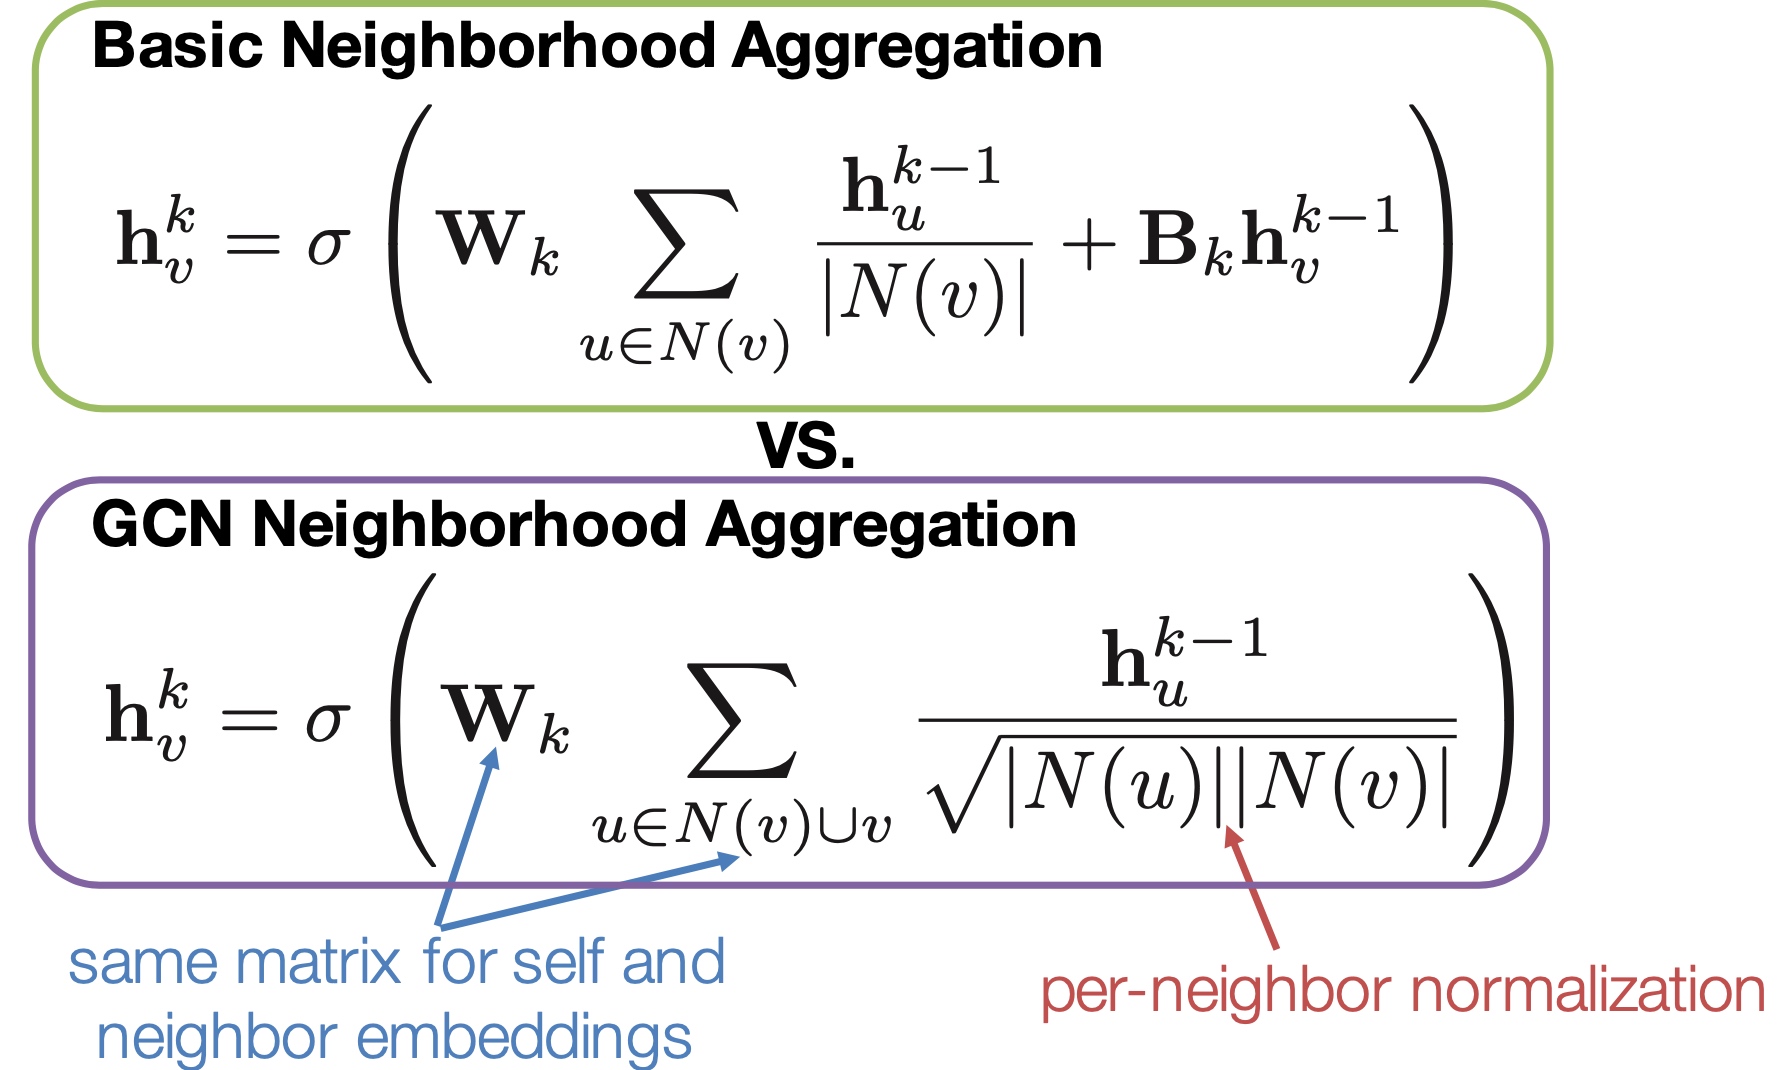 Basic Neighborhood Aggregation
$\mathbf{h}_v^k = \sigma \left( \mathbf{W}_k \sum_{u \in N(v)} \frac{\mathbf{h}_u^{k-1}}{|N(v)|} + \mathbf{B}_k \mathbf{h}_v^{k-1} \right)$
VS.
GCN Neighborhood Aggregation
$\mathbf{h}_v^k = \sigma \left( \mathbf{W}_k \sum_{u \in N(v) \cup v} \frac{\mathbf{h}_u^{k-1}}{\sqrt{|N(u)||N(v)|}} \right)$
same matrix for self and
neighbor embeddings
per-neighbor normalization